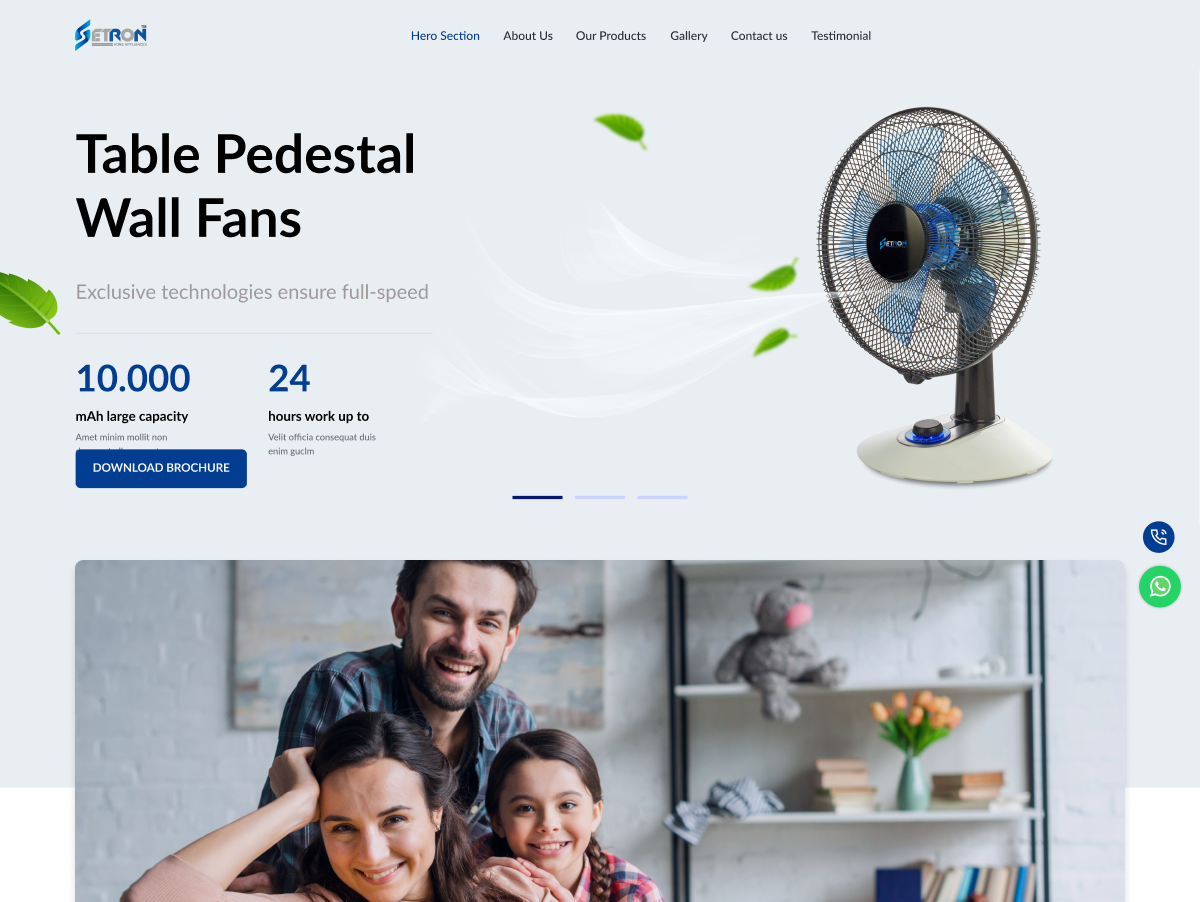 SETRON
HOME APPLIANCES
Hero Section
About Us
Our Products
Gallery
Contact us
Testimonial
Table Pedestal
Wall Fans
Exclusive technologies ensure full-speed
10.000
mAh large capacity
Amet minim mollit non
24
hours work up to
Velit officia consequat duis
enim guclm
DOWNLOAD BROCHURE
SETRON